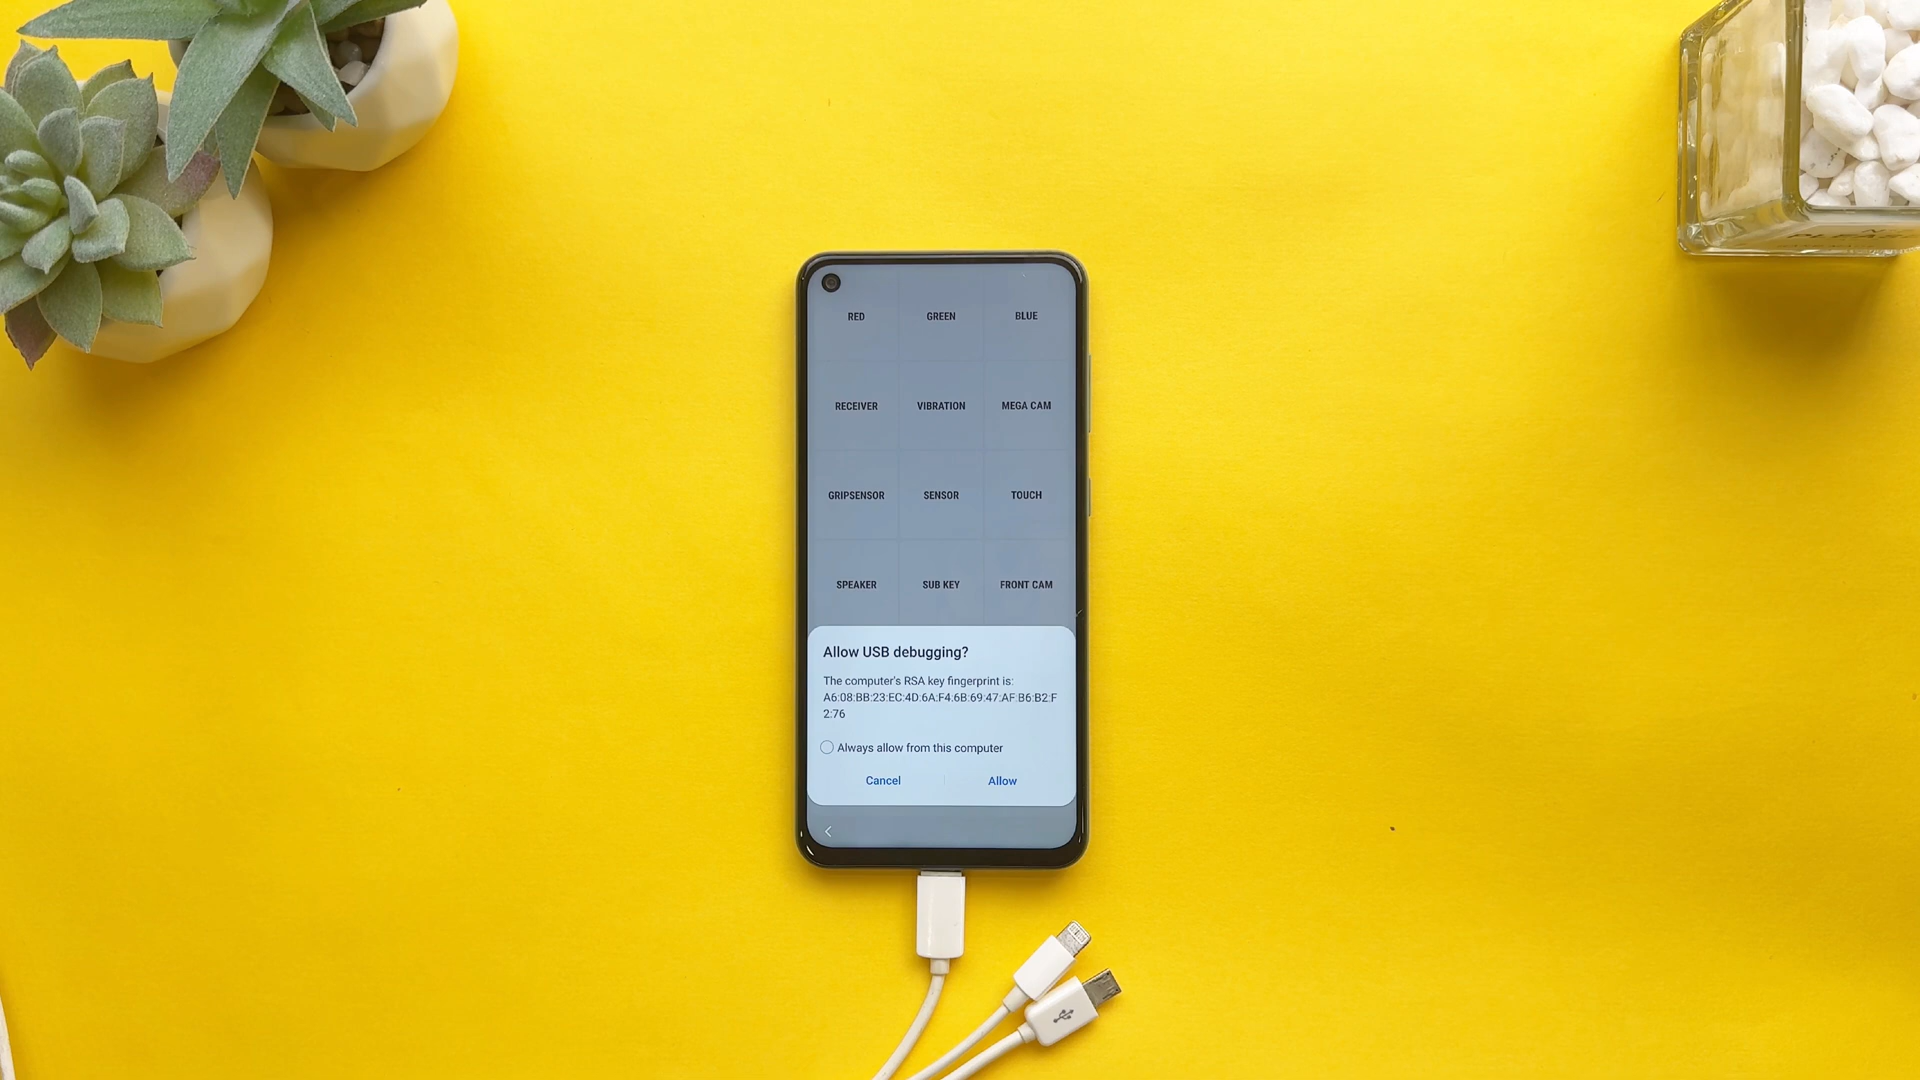 RED GREEN BLUE
RECEIVER VIBRATION MEGA CAM
GRIPSENSOR SENSOR TOUCH
SPEAKER SUB KEY FRONT CAM
Allow USB debugging?
The computer's RSA key fingerprint is:
A6:08:BB:23:EC:4D:6A:F4:6B:69:47:AF:B6:B2:F
2:76
Always allow from this computer
Cancel Allow